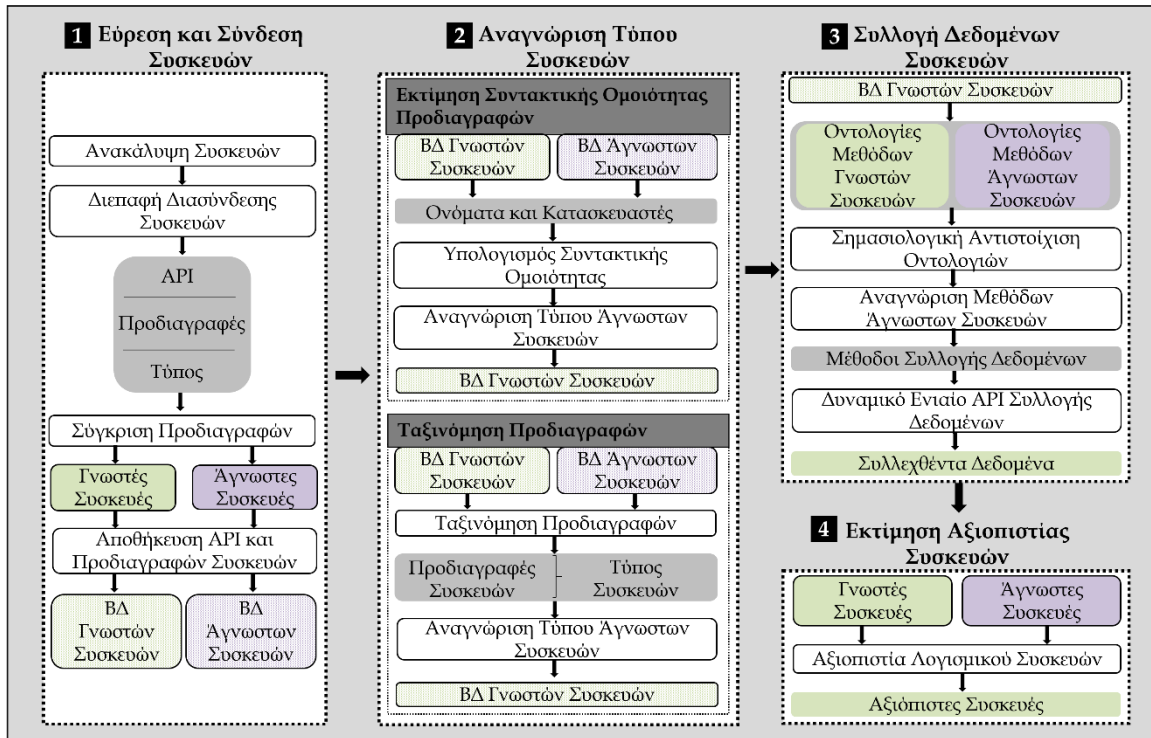 1 Εύρεση και Σύνδεση
Συσκευών
Ανακάλυψη Συσκευών
Διεπαφή Διασύνδεσης
Συσκευών
API
Προδιαγραφές
Τύπος
Σύγκριση Προδιαγραφών
Γνωστές
Συσκευές
Άγνωστες
Συσκευές
Αποθήκευση API και
Προδιαγραφών Συσκευών
ΒΔ
Γνωστών
Συσκευών
ΒΔ
Άγνωστων
Συσκευών
2 Αναγνώριση Τύπου
Συσκευών
Εκτίμηση Συντακτικής Ομοιότητας
Προδιαγραφών
ΒΔ Γνωστών
Συσκευών
ΒΔ Άγνωστων
Συσκευών
Ονόματα και Κατασκευαστές
Υπολογισμός Συντακτικής
Ομοιότητας
Αναγνώριση Τύπου Άγνωστων
Συσκευών
ΒΔ Γνωστών Συσκευών
Ταξινόμηση Προδιαγραφών
ΒΔ Γνωστών
Συσκευών
ΒΔ Άγνωστων
Συσκευών
Ταξινόμηση Προδιαγραφών
Προδιαγραφές
Συσκευών
Τύπος
Συσκευών
Αναγνώριση Τύπου Άγνωστων
Συσκευών
ΒΔ Γνωστών Συσκευών
3 Συλλογή Δεδομένων
Συσκευών
ΒΔ Γνωστών Συσκευών
Οντολογίες
Μεθόδων
Γνωστών
Συσκευών
Οντολογίες
Μεθόδων
Άγνωστων
Συσκευών
Σημασιολογική Αντιστοίχιση
Οντολογιών
Αναγνώριση Μεθόδων
Άγνωστων Συσκευών
Μέθοδοι Συλλογής Δεδομένων
Δυναμικό Ενιαίο API Συλλογής
Δεδομένων
Συλλεχθέντα Δεδομένα
4 Εκτίμηση Αξιοπιστίας
Συσκευών
Γνωστές
Συσκευές
Άγνωστες
Συσκευές
Αξιοπιστία Λογισμικού Συσκευών
Αξιόπιστες Συσκευές